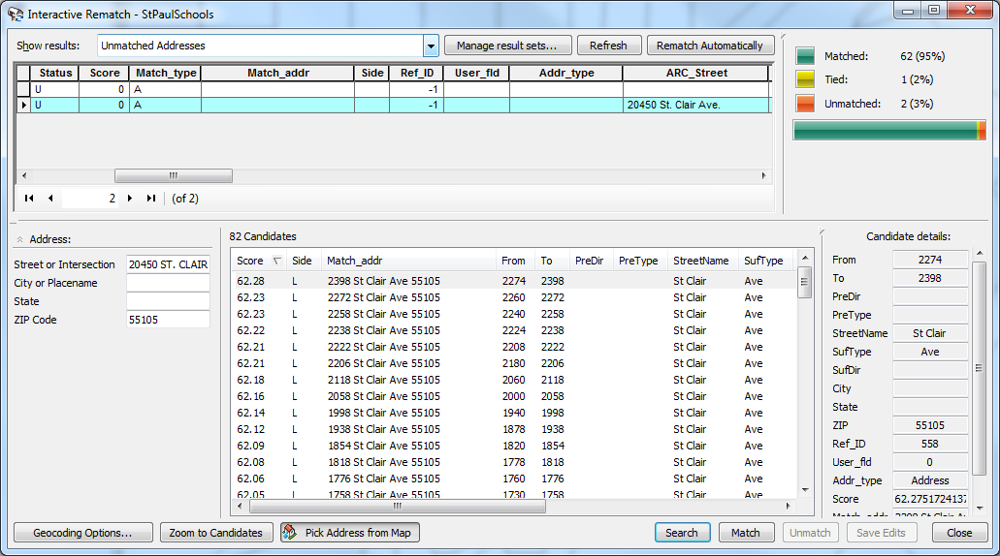 Interactive Rematch - StPaulSchools
Show results: Unmatched Addresses Manage result sets... Refresh Rematch Automatically
Status Score Match_type Match_addr Side Ref_ID User_fld Addr_type ARC_Street
U 0 A -1
U 0 A -1 20450 St. Clair Ave.
2 (of 2)
Matched: 62 (95%)
Tied: 1 (2%)
Unmatched: 2 (3%)
Address:
Street or Intersection 20450 ST. CLAIR
City or Placename
State
ZIP Code 55105
82 Candidates
Score Side Match_addr From To PreDir PreType StreetName SufType
62.28 L 2398 St Clair Ave 55105 2274 2398 St Clair Ave
62.23 L 2272 St Clair Ave 55105 2260 2272 St Clair Ave
62.23 L 2258 St Clair Ave 55105 2240 2258 St Clair Ave
62.22 L 2238 St Clair Ave 55105 2224 2238 St Clair Ave
62.21 L 2222 St Clair Ave 55105 2208 2222 St Clair Ave
62.21 L 2206 St Clair Ave 55105 2180 2206 St Clair Ave
62.18 L 2118 St Clair Ave 55105 2060 2118 St Clair Ave
62.16 L 2058 St Clair Ave 55105 2000 2058 St Clair Ave
62.14 L 1998 St Clair Ave 55105 1940 1998 St Clair Ave
62.12 L 1938 St Clair Ave 55105 1878 1938 St Clair Ave
62.09 L 1854 St Clair Ave 55105 1820 1854 St Clair Ave
62.08 L 1818 St Clair Ave 55105 1778 1818 St Clair Ave
62.06 L 1776 St Clair Ave 55105 1760 1776 St Clair Ave
62.05 L 1758 St Clair Ave 55105 1730 1758 St Clair Ave
Candidate details:
From 2274
To 2398
PreDir
PreType
StreetName St Clair
SufType Ave
SufDir
City
State
ZIP 55105
Ref_ID 558
User_fld 0
Addr_type Address
Score 62.2751724137
Match_addr 2398 St Clair A
Geocoding Options... Zoom to Candidates Pick Address from Map Search Match Unmatch Save Edits Close